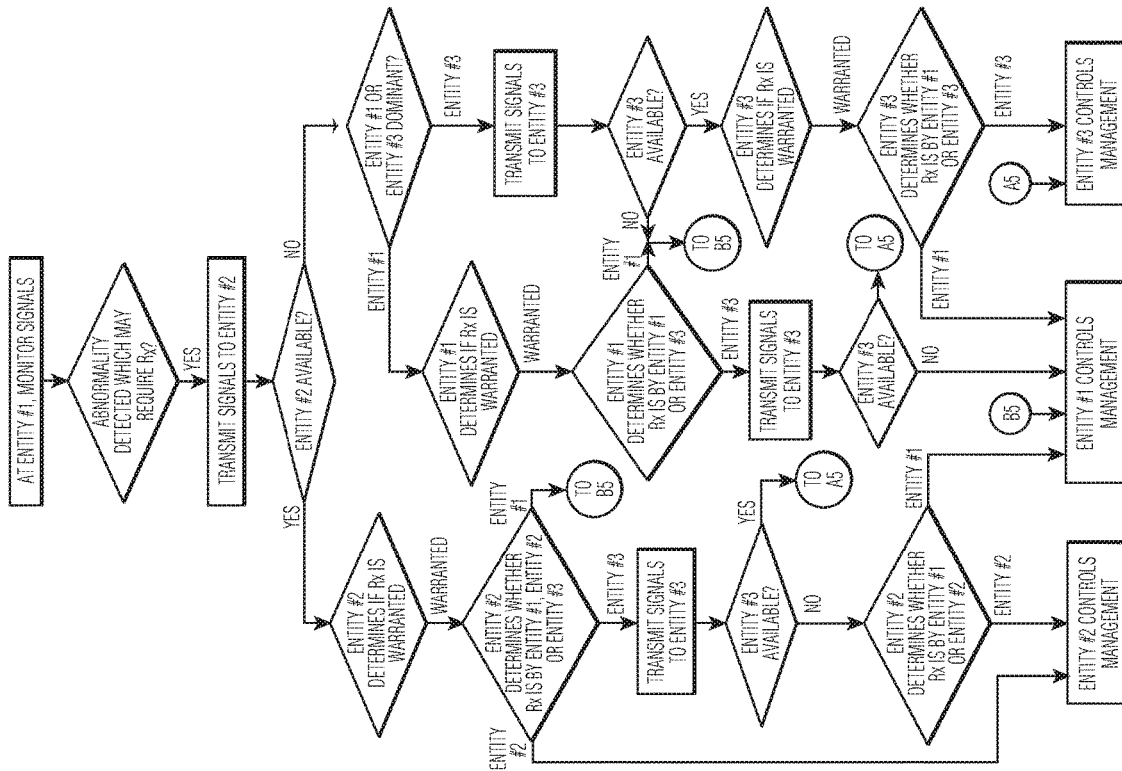 AT ENTITY #1, MONITOR SIGNALS
ABNORMALITY
DETECTED WHICH MAY
REQUIRE Rx?
YES
TRANSMIT SIGNALS TO ENTITY #2
ENTITY #2 AVAILABLE?
YES
NO
ENTITY #2
DETERMINES IF Rx IS
WARRANTED
WARRANTED
ENTITY #2
DETERMINES WHETHER
Rx IS BY ENTITY #1, ENTITY #2
OR ENTITY #3
ENTITY
#2
ENTITY
#1
TO
B5
ENTITY #3
TRANSMIT SIGNALS
TO ENTITY #3
ENTITY #3
AVAILABLE?
YES
TO
A5
NO
ENTITY #2
DETERMINES WHETHER
Rx IS BY ENTITY #1
OR ENTITY #2
ENTITY #1
ENTITY #2
ENTITY #2 CONTROLS
MANAGEMENT
ENTITY #1 OR
ENTITY #3 DOMINANT?
ENTITY #1
ENTITY #3
ENTITY #1
DETERMINES IF Rx IS
WARRANTED
WARRANTED
ENTITY #1
DETERMINES WHETHER
Rx IS BY ENTITY #1
OR ENTITY #3
ENTITY
#1
TO
B5
ENTITY #3
TRANSMIT SIGNALS
TO ENTITY #3
ENTITY #3
AVAILABLE?
TO
A5
NO
B5
ENTITY #1 CONTROLS
MANAGEMENT
TRANSMIT SIGNALS
TO ENTITY #3
ENTITY #3
AVAILABLE?
NO
YES
ENTITY #3
DETERMINES IF Rx IS
WARRANTED
WARRANTED
ENTITY #3
DETERMINES WHETHER
Rx IS BY ENTITY #1
OR ENTITY #3
ENTITY #1
ENTITY #3
A5
ENTITY #3 CONTROLS
MANAGEMENT